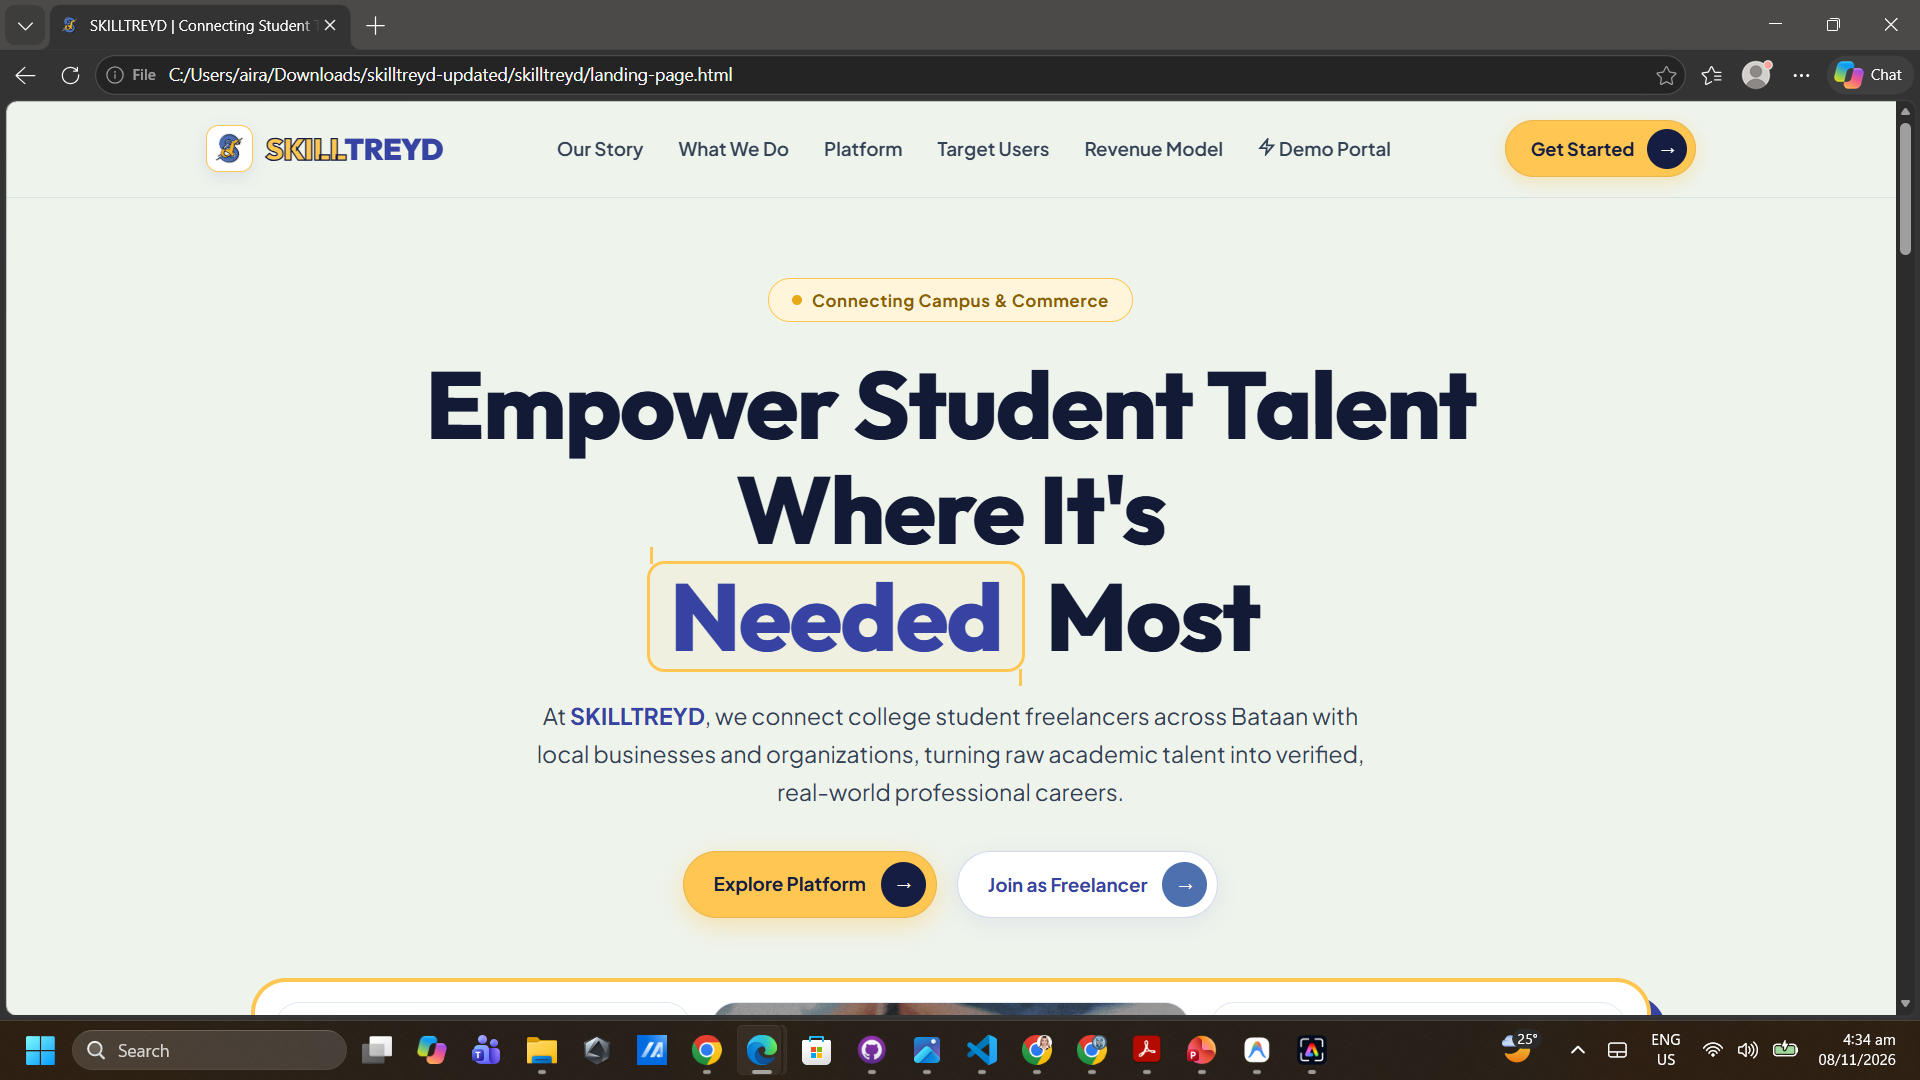 SKILLTREYD | Connecting Student T
File C:/Users/aira/Downloads/skilltreyd-updated/skilltreyd/landing-page.html
Chat
SKILLTREYD
Our Story
What We Do
Platform
Target Users
Revenue Model
Demo Portal
Get Started →
Connecting Campus & Commerce
Empower Student Talent
Where It's
Needed Most
At SKILLTREYD, we connect college student freelancers across Bataan with
local businesses and organizations, turning raw academic talent into verified,
real-world professional careers.
Explore Platform →
Join as Freelancer →
Search
25°
ENG
US
4:34 am
08/11/2026